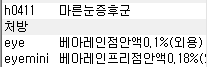 h0411 마른눈증후군
처방
eye 베아레인점안액0.1%(외용)
eyemini 베아레인프리점안액0.18%(